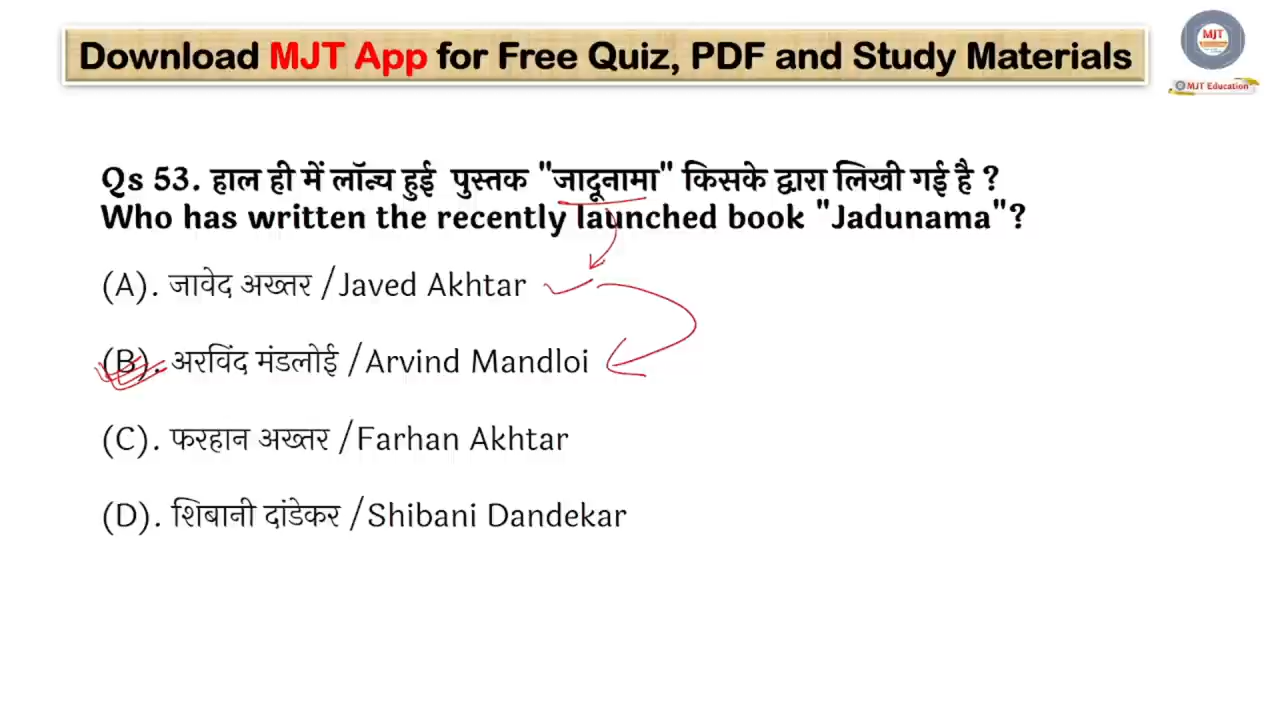 Download MJT App for Free Quiz, PDF and Study Materials
MJT
MJT Education
Qs 53. हाल ही में लॉन्च हुई पुस्तक "जादूनामा" किसके द्वारा लिखी गई है ?
Who has written the recently launched book "Jadunama"?
(A). जावेद अख्तर /Javed Akhtar
(B). अरविंद मंडलोई /Arvind Mandloi
(C). फरहान अख्तर /Farhan Akhtar
(D). शिबानी दांडेकर /Shibani Dandekar